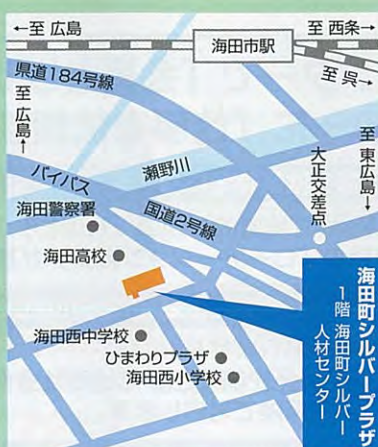 ←至 広島
至 西条→
海田市駅
至 呉→
県道184号線
至 広島↑
瀬野川
バイパス
国道2号線
大正交差点
至 東広島↓
海田警察署
海田高校
海田町シルバープラザ
1階 海田町シルバー
人材センター
海田西中学校
ひまわりプラザ
海田西小学校